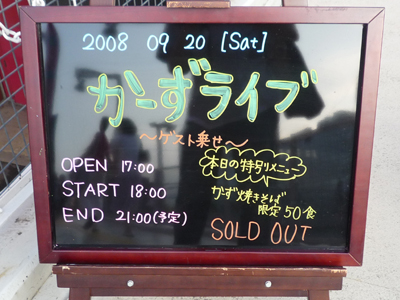 2008 09 20 [Sat]
かーずライブ
〜ゲスト乗せ〜
OPEN 17:00
START 18:00
END 21:00(予定)
本日の特別メニュー
かず焼きそば
限定50食
SOLD OUT